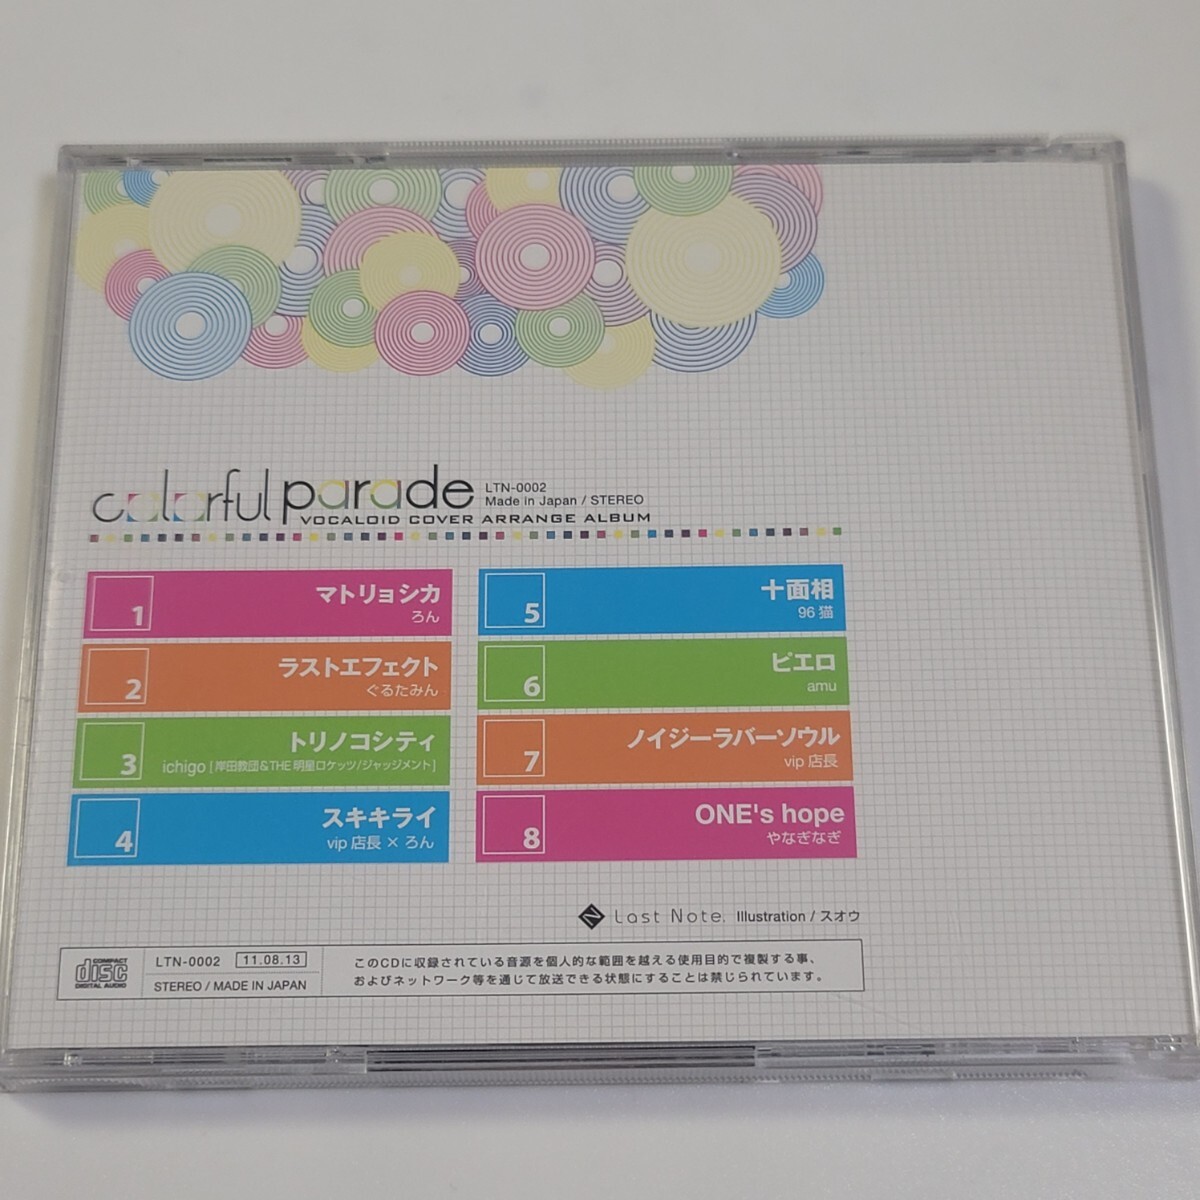 colorful parade
LTN-0002
Made in Japan / STEREO
VOCALOID COVER ARRANGE ALBUM
1
マトリョシカ
ろん
2
ラストエフェクト
ぐるたみん
3
トリノコシティ
ichigo [岸田教団&THE明星ロケッツ/ジャッジメント]
4
スキキライ
vip 店長 × ろん
5
十面相
96 猫
6
ピエロ
amu
7
ノイジーラバーソウル
vip 店長
8
ONE's hope
やなぎなぎ
Last Note. Illustration / スオウ
COMPACT
disc
DIGITAL AUDIO
LTN-0002 11.08.13
STEREO / MADE IN JAPAN
このCDに収録されている音源を個人的な範囲を越える使用目的で複製する事、
およびネットワーク等を通じて放送できる状態にすることは禁じられています。